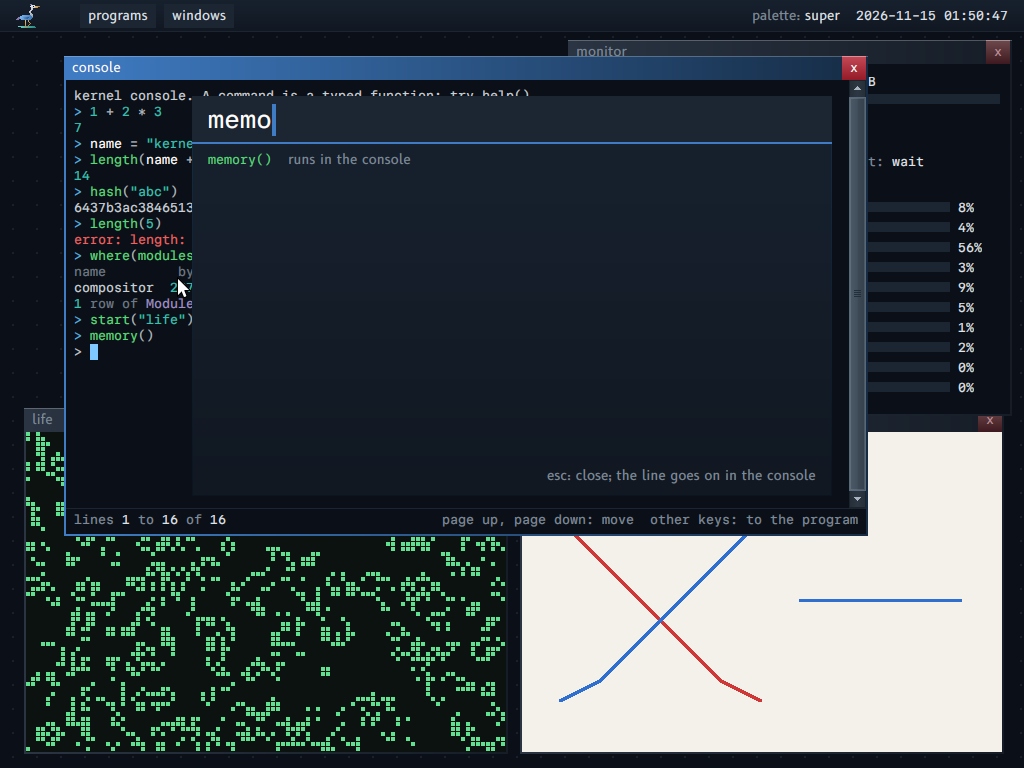 programs windows palette: super 2026-11-15 01:50:47
monitor x
console x
kernel console. A command is a typed function: try help()
> 1 + 2 * 3
7
> name = "kerne
> length(name +
14
> hash("abc")
6437b3ac3846513
> length(5)
error: length:
> where(modules
name by
compositor 2 7
1 row of Module
> start("life")
> memory()
>
memo
memory() runs in the console
esc: close; the line goes on in the console
lines 1 to 16 of 16 page up, page down: move other keys: to the program
B
t: wait
8%
4%
56%
3%
9%
5%
1%
2%
0%
0%
life x